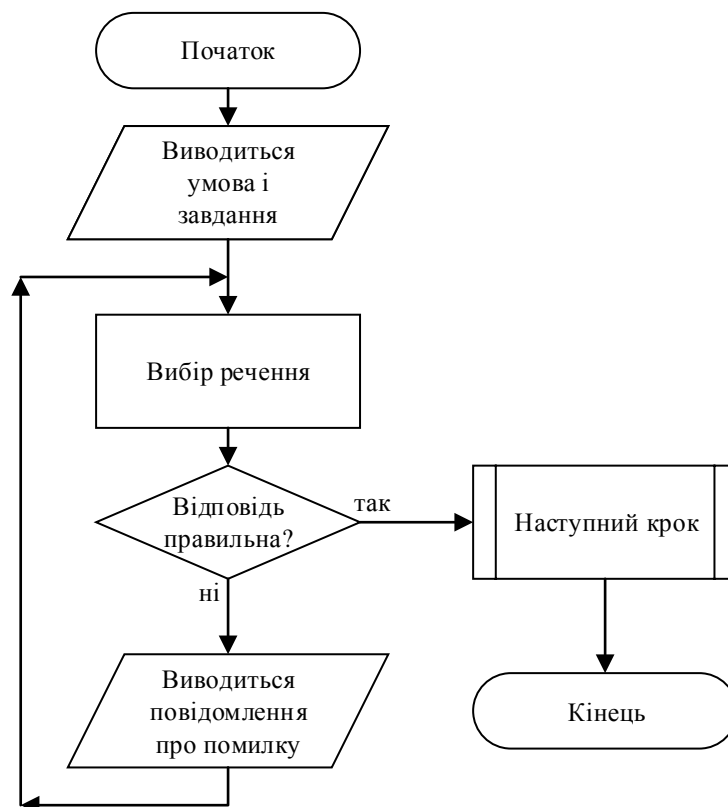 Початок
Виводиться
умова і
завдання
Вибір речення
Відповідь
правильна?
так
Наступний крок
ні
Виводиться
повідомлення
про помилку
Кінець